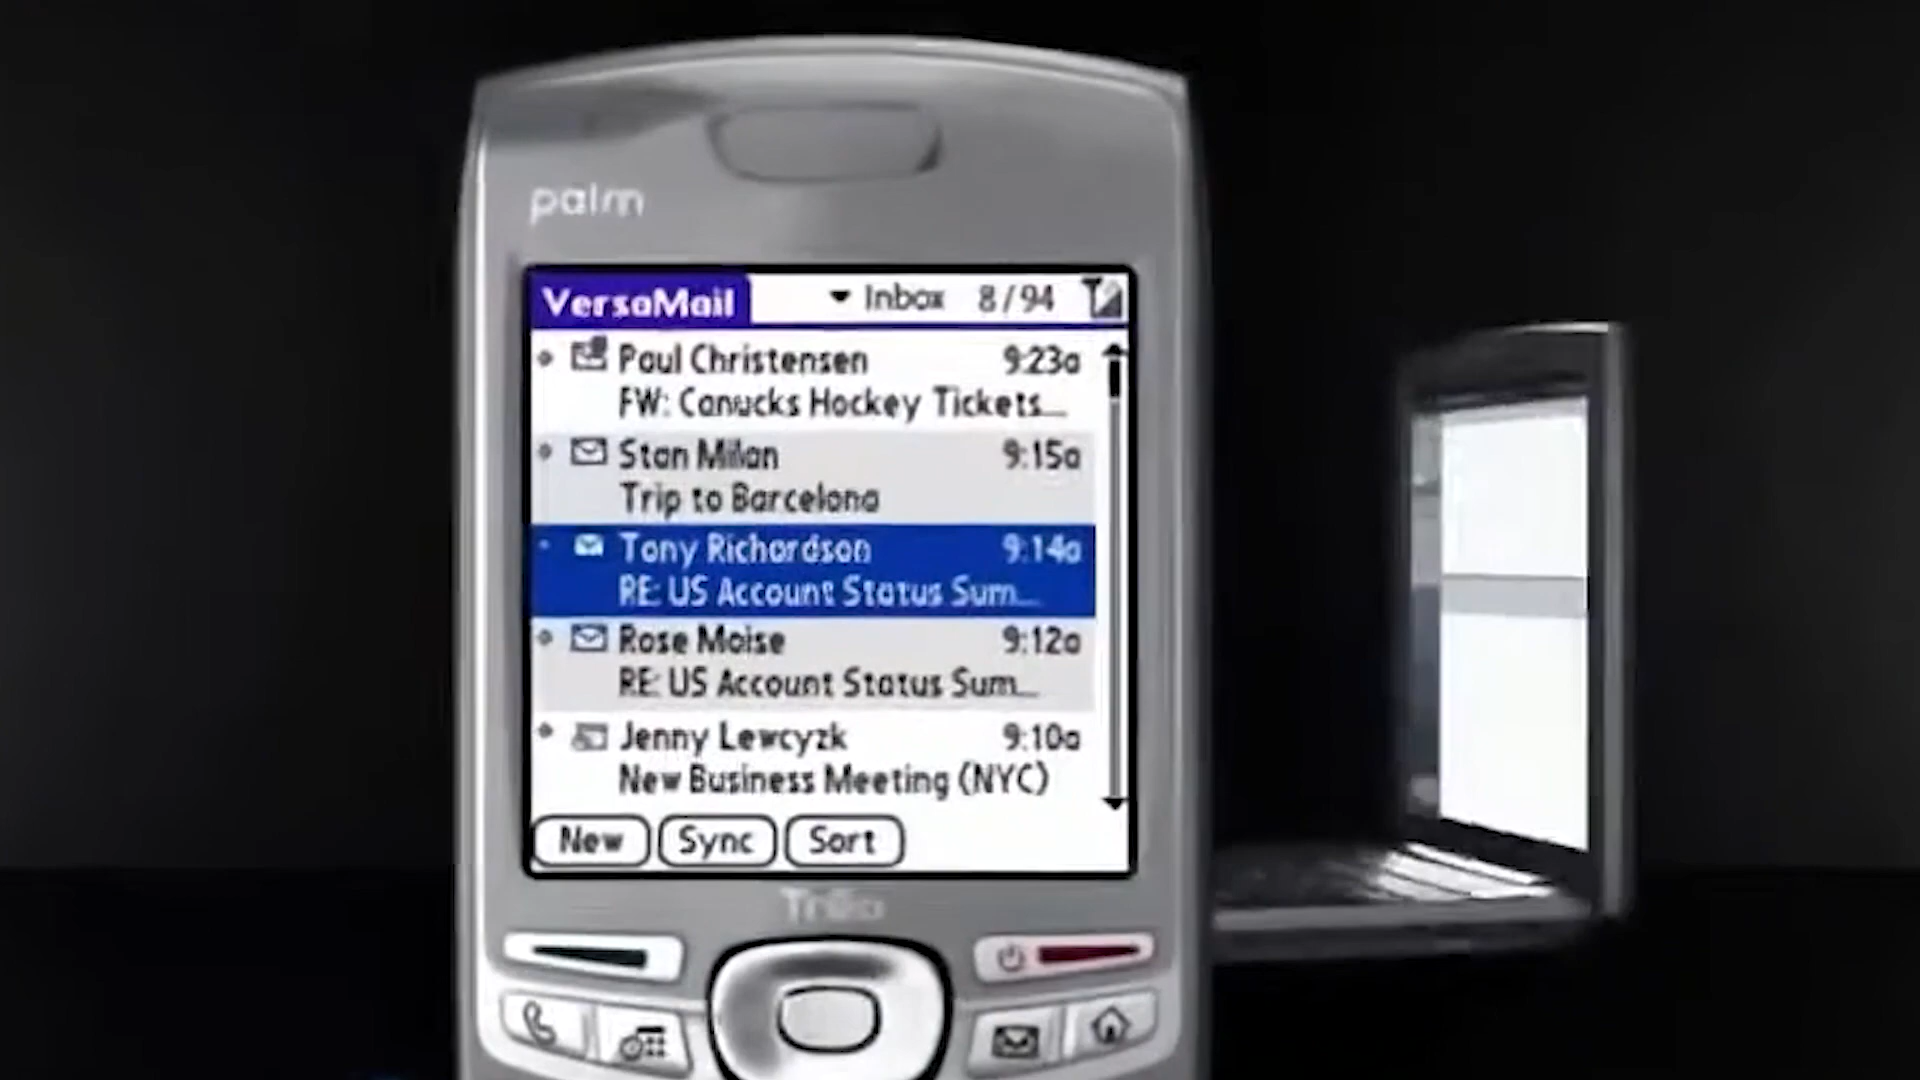 palm
VersaMail
Inbox 8/94
Paul Christensen 9:23a
FW: Canucks Hockey Tickets...
Stan Milan 9:15a
Trip to Barcelona
Tony Richardson 9:14a
RE: US Account Status Sum...
Rose Moise 9:12a
RE: US Account Status Sum...
Jenny Lewcyzk 9:10a
New Business Meeting (NYC)
New Sync Sort
Treo